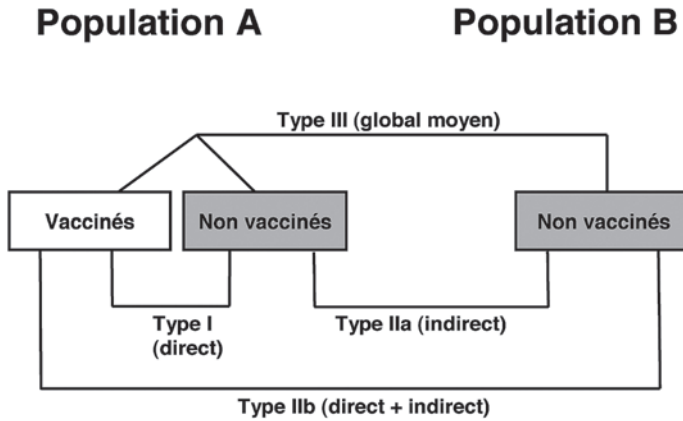 Population A
Population B
Type III (global moyen)
Vaccinés
Non vaccinés
Non vaccinés
Type I
(direct)
Type IIa (indirect)
Type IIb (direct + indirect)